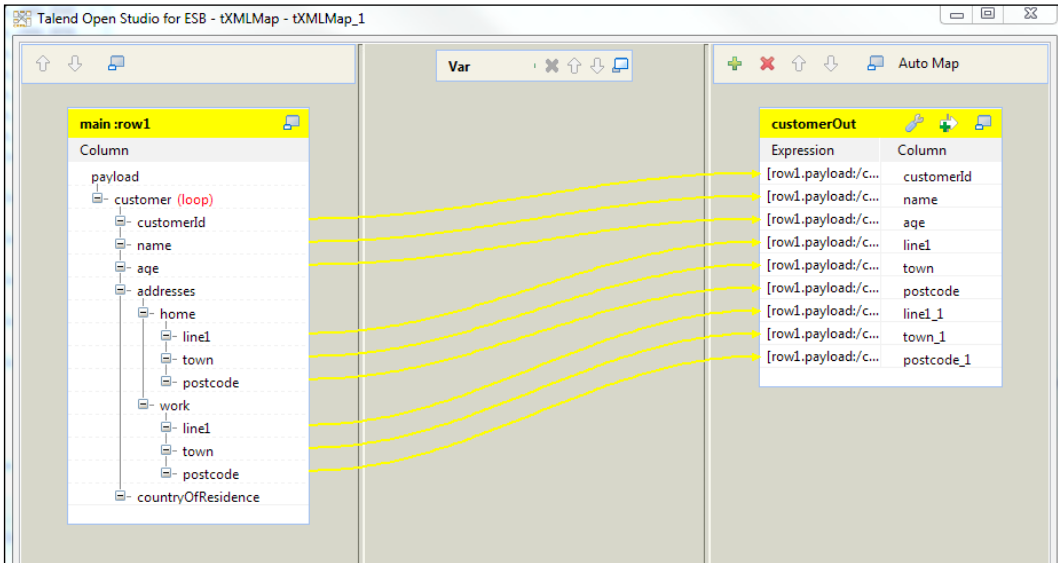 Talend Open Studio for ESB - tXMLMap - tXMLMap_1
Var
Auto Map
main :row1
Column
payload
customer (loop)
customerId
name
age
addresses
home
line1
town
postcode
work
line1
town
postcode
countryOfResidence
customerOut
Expression Column
[row1.payload:/c... customerId
[row1.payload:/c... name
[row1.payload:/c... age
[row1.payload:/c... line1
[row1.payload:/c... town
[row1.payload:/c... postcode
[row1.payload:/c... line1_1
[row1.payload:/c... town_1
[row1.payload:/c... postcode_1